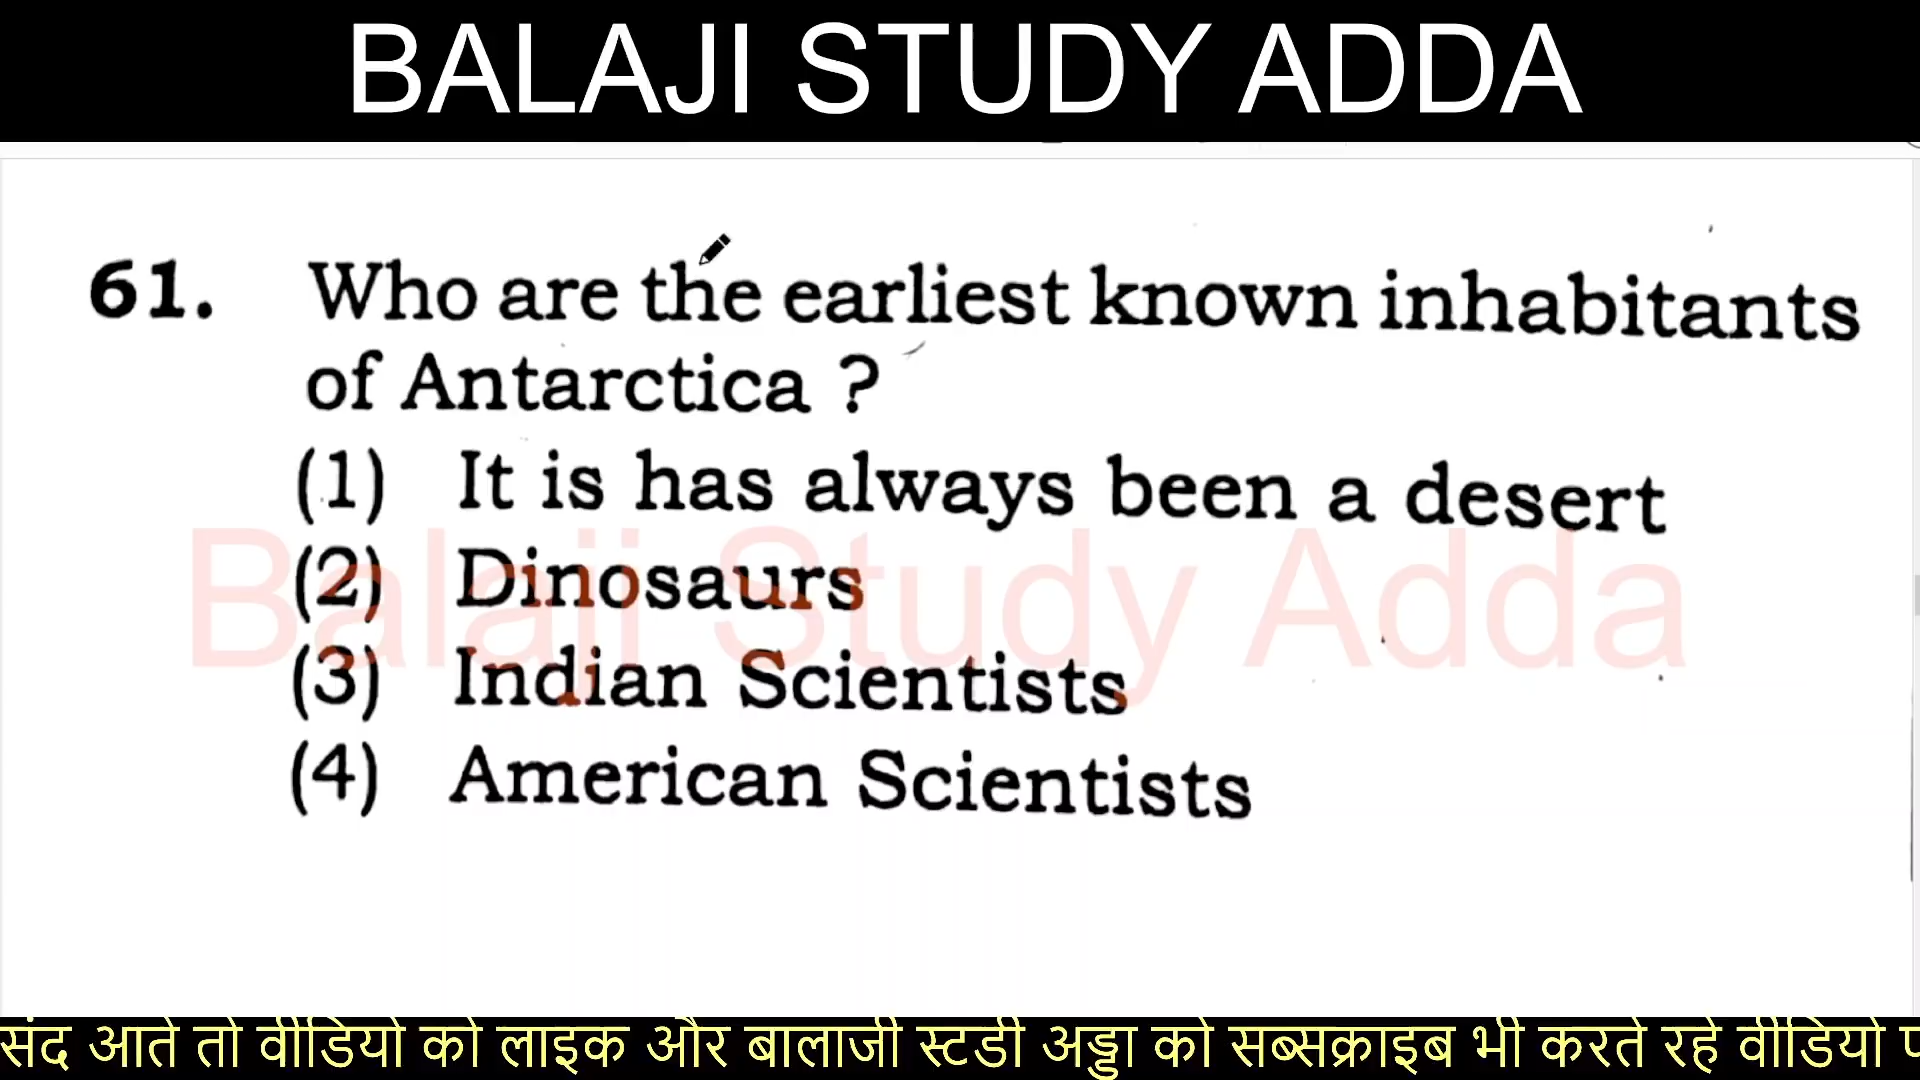 BALAJI STUDY ADDA
61. Who are the earliest known inhabitants
of Antarctica ?
(1) It is has always been a desert
(2) Dinosaurs
(3) Indian Scientists
(4) American Scientists
Balaji Study Adda
आते तो वीडियो को लाइक और बालाजी स्टडी अड्डा को सब्सक्राइब भी करते रहे वीडियो